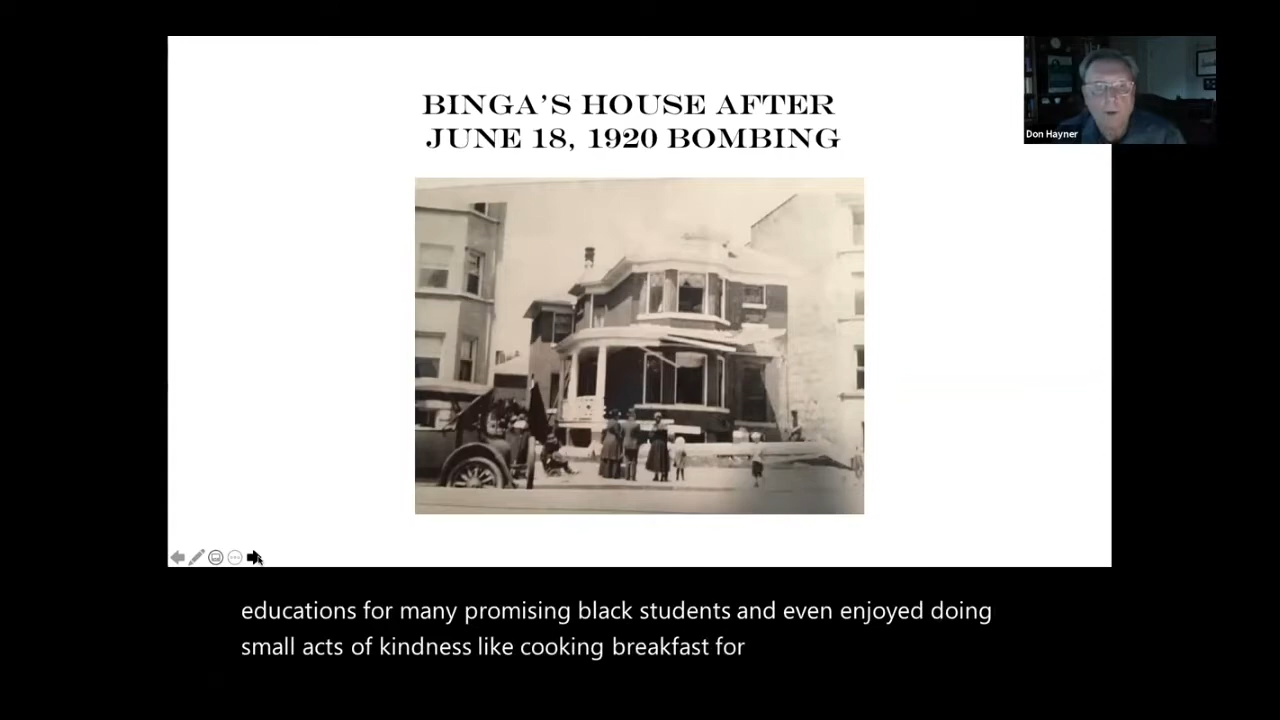 BINGA'S HOUSE AFTER
JUNE 18, 1920 BOMBING
Don Hayner
educations for many promising black students and even enjoyed doing
small acts of kindness like cooking breakfast for